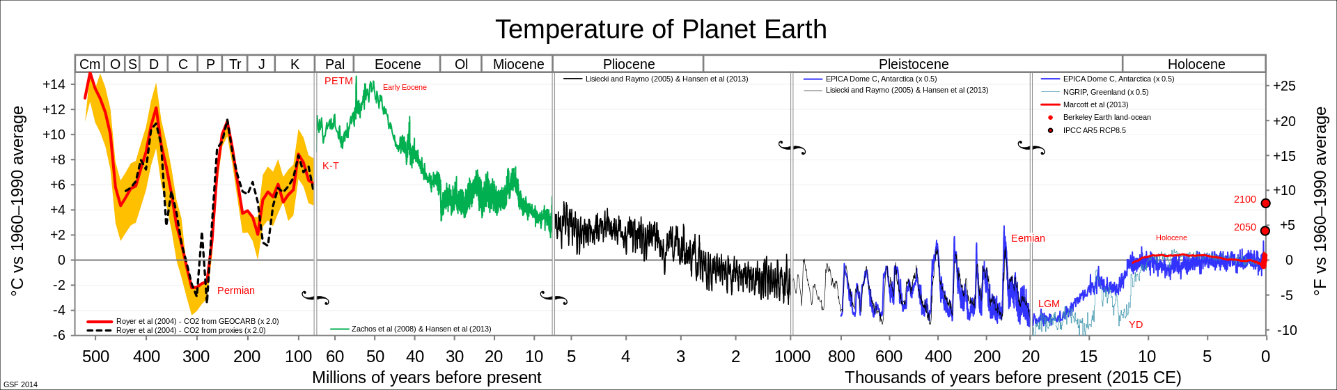 Temperature of Planet Earth
Cm O S D C P Tr J K Pal Eocene Ol Miocene Pliocene Pleistocene Holocene
°C vs 1960–1990 average
+14
+12
+10
+8
+6
+4
+2
0
-2
-4
-6
PETM
Early Eocene
K-T
Permian
Royer et al (2004) - CO2 from GEOCARB (x 2.0)
Royer et al (2004) - CO2 from proxies (x 2.0)
Zachos et al (2008) & Hansen et al (2013)
Lisiecki and Raymo (2005) & Hansen et al (2013)
EPICA Dome C, Antarctica (x 0.5)
Lisiecki and Raymo (2005) & Hansen et al (2013)
Eemian
EPICA Dome C, Antarctica (x 0.5)
NGRIP, Greenland (x 0.5)
Marcott et al (2013)
Berkeley Earth land-ocean
IPCC AR5 RCP8.5
2100
2050
Holocene
LGM
YD
+25
+20
+15
+10
+5
0
-5
-10
°F vs 1960–1990 average
500 400 300 200 100 60 50 40 30 20 10 5 4 3 2 1000 800 600 400 200 20 15 10 5 0
Millions of years before present
Thousands of years before present (2015 CE)
GSF 2014